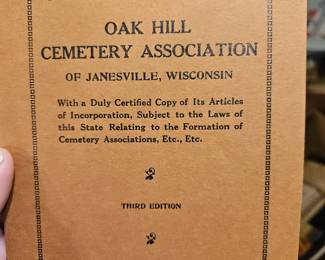 OAK HILL
CEMETERY ASSOCIATION
OF JANESVILLE, WISCONSIN
With a Duly Certified Copy of Its Articles
of Incorporation, Subject to the Laws of
this State Relating to the Formation of
Cemetery Associations, Etc., Etc.
THIRD EDITION